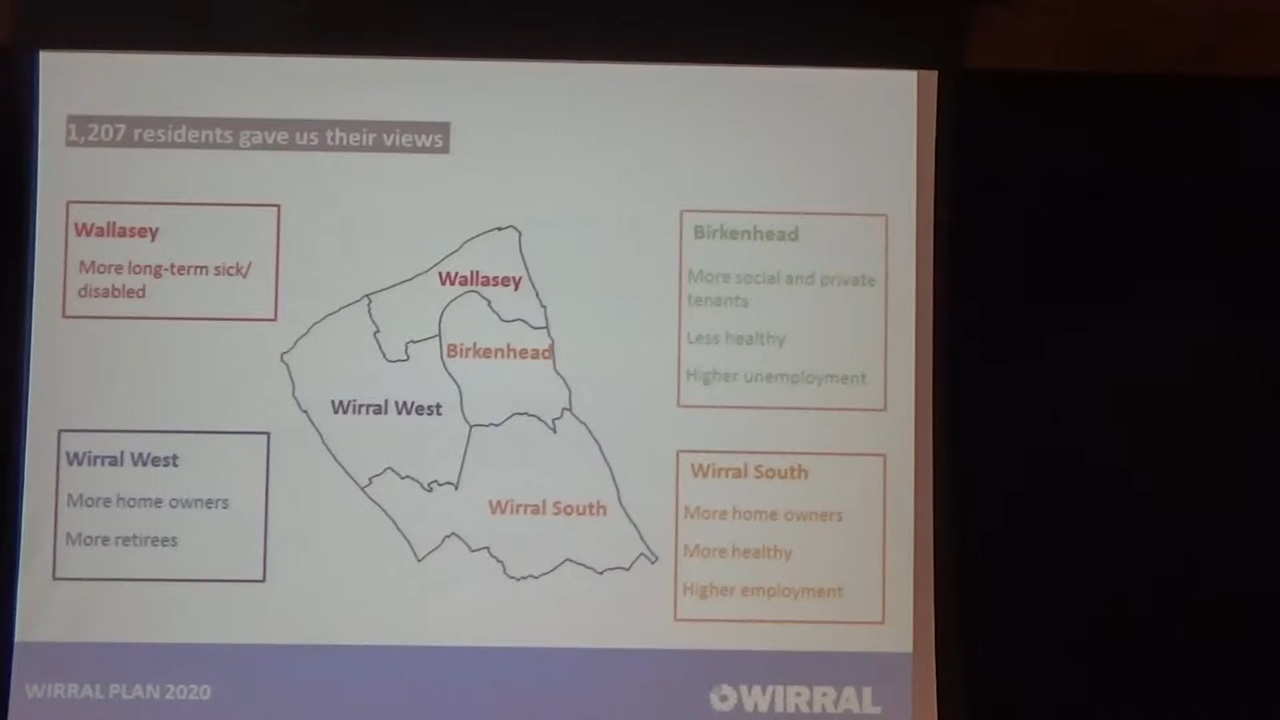 1,207 residents gave us their views
Wallasey
More long-term sick/
disabled
Wirral West
More home owners
More retirees
Wallasey
Birkenhead
Wirral West
Wirral South
Birkenhead
More social and private
tenants
Less healthy
Higher unemployment
Wirral South
More home owners
More healthy
Higher employment
WIRRAL PLAN 2020
WIRRAL